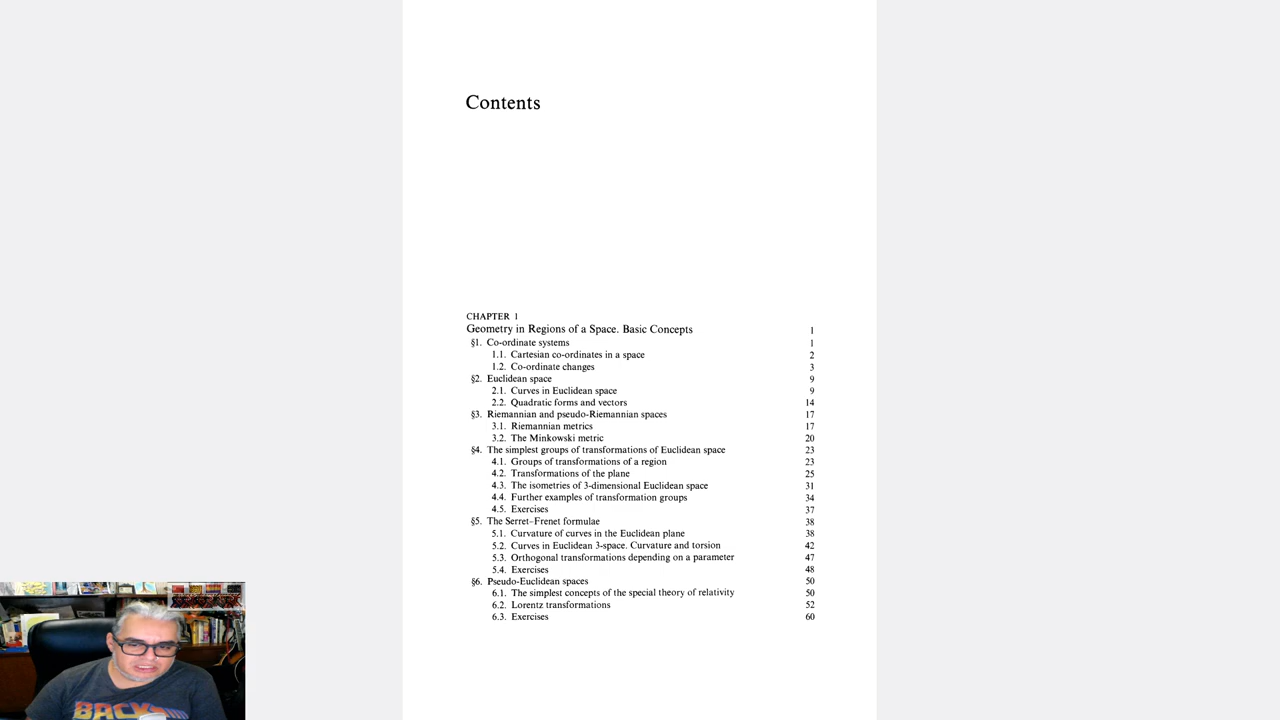 Contents
CHAPTER 1
Geometry in Regions of a Space. Basic Concepts 1
§1. Co-ordinate systems 1
1.1. Cartesian co-ordinates in a space 2
1.2. Co-ordinate changes 3
§2. Euclidean space 9
2.1. Curves in Euclidean space 9
2.2. Quadratic forms and vectors 14
§3. Riemannian and pseudo-Riemannian spaces 17
3.1. Riemannian metrics 17
3.2. The Minkowski metric 20
§4. The simplest groups of transformations of Euclidean space 23
4.1. Groups of transformations of a region 23
4.2. Transformations of the plane 25
4.3. The isometries of 3-dimensional Euclidean space 31
4.4. Further examples of transformation groups 34
4.5. Exercises 37
§5. The Serret–Frenet formulae 38
5.1. Curvature of curves in the Euclidean plane 38
5.2. Curves in Euclidean 3-space. Curvature and torsion 42
5.3. Orthogonal transformations depending on a parameter 47
5.4. Exercises 48
§6. Pseudo-Euclidean spaces 50
6.1. The simplest concepts of the special theory of relativity 50
6.2. Lorentz transformations 52
6.3. Exercises 60